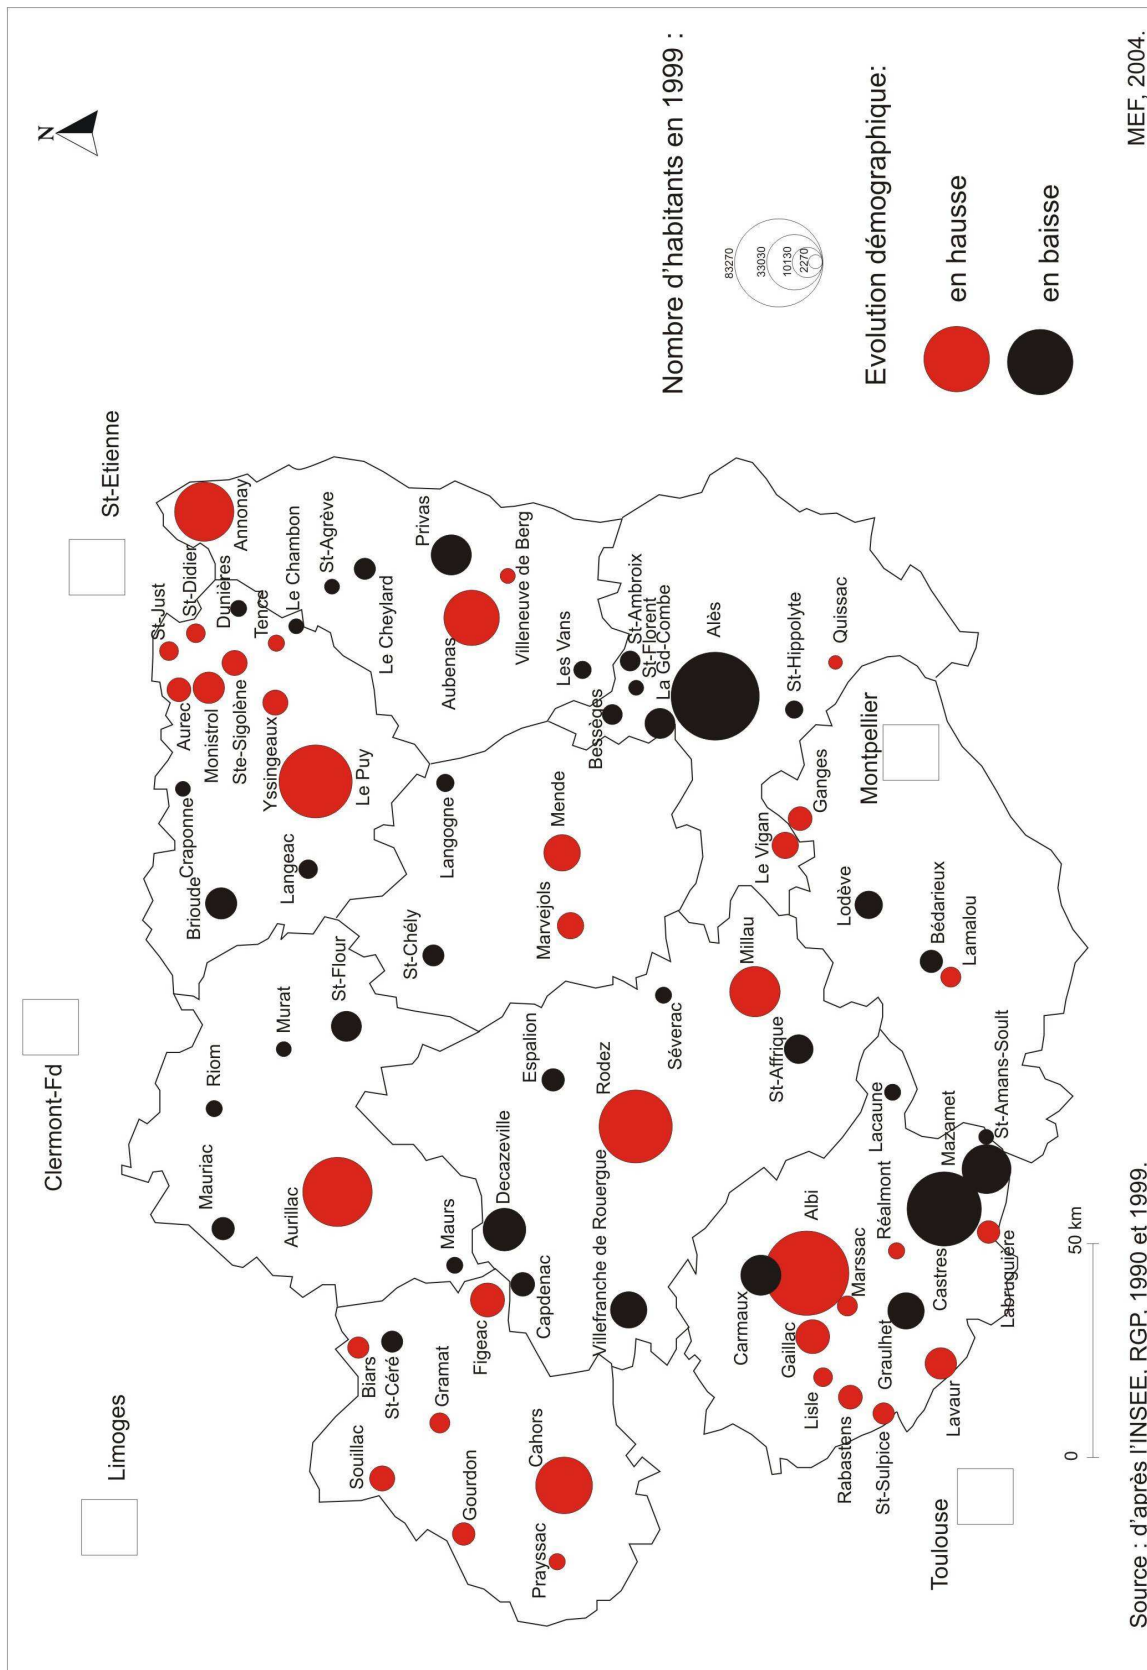 N
Clermont-Fd
St-Etienne
Limoges
Toulouse
Montpellier
St-Just
St-Didier
Annonay
Aurec
Monistrol
Dunières
Ste-Sigolène
Tence
Le Chambon
Yssingeaux
Le Puy
St-Agrève
Le Cheylard
Privas
Aubenas
Villeneuve de Berg
Craponne
Brioude
Langeac
Langogne
Les Vans
Bessèges
St-Ambroix
St-Florent
La Gd-Combe
Alès
St-Hippolyte
Quissac
Mende
Marvejols
St-Chély
St-Flour
Murat
Riom
Mauriac
Aurillac
Maurs
Decazeville
Capdenac
Espalion
Rodez
Séverac
Villefranche de Rouergue
Millau
St-Affrique
Le Vigan
Ganges
Lodève
Bédarieux
Lamalou
Biars
St-Céré
Souillac
Gramat
Figeac
Gourdon
Cahors
Prayssac
Carmaux
Albi
Marssac
Gaillac
Lisle
Rabastens
St-Sulpice
Graulhet
Lavaur
Réalmont
Lacaune
Castres
Mazamet
St-Amans-Soult
Labruguière
0
50 km
Nombre d'habitants en 1999 :
83270
33030
10130
2270
Evolution démographique:
en hausse
en baisse
Source : d'après l'INSEE, RGP, 1990 et 1999.
MEF, 2004.